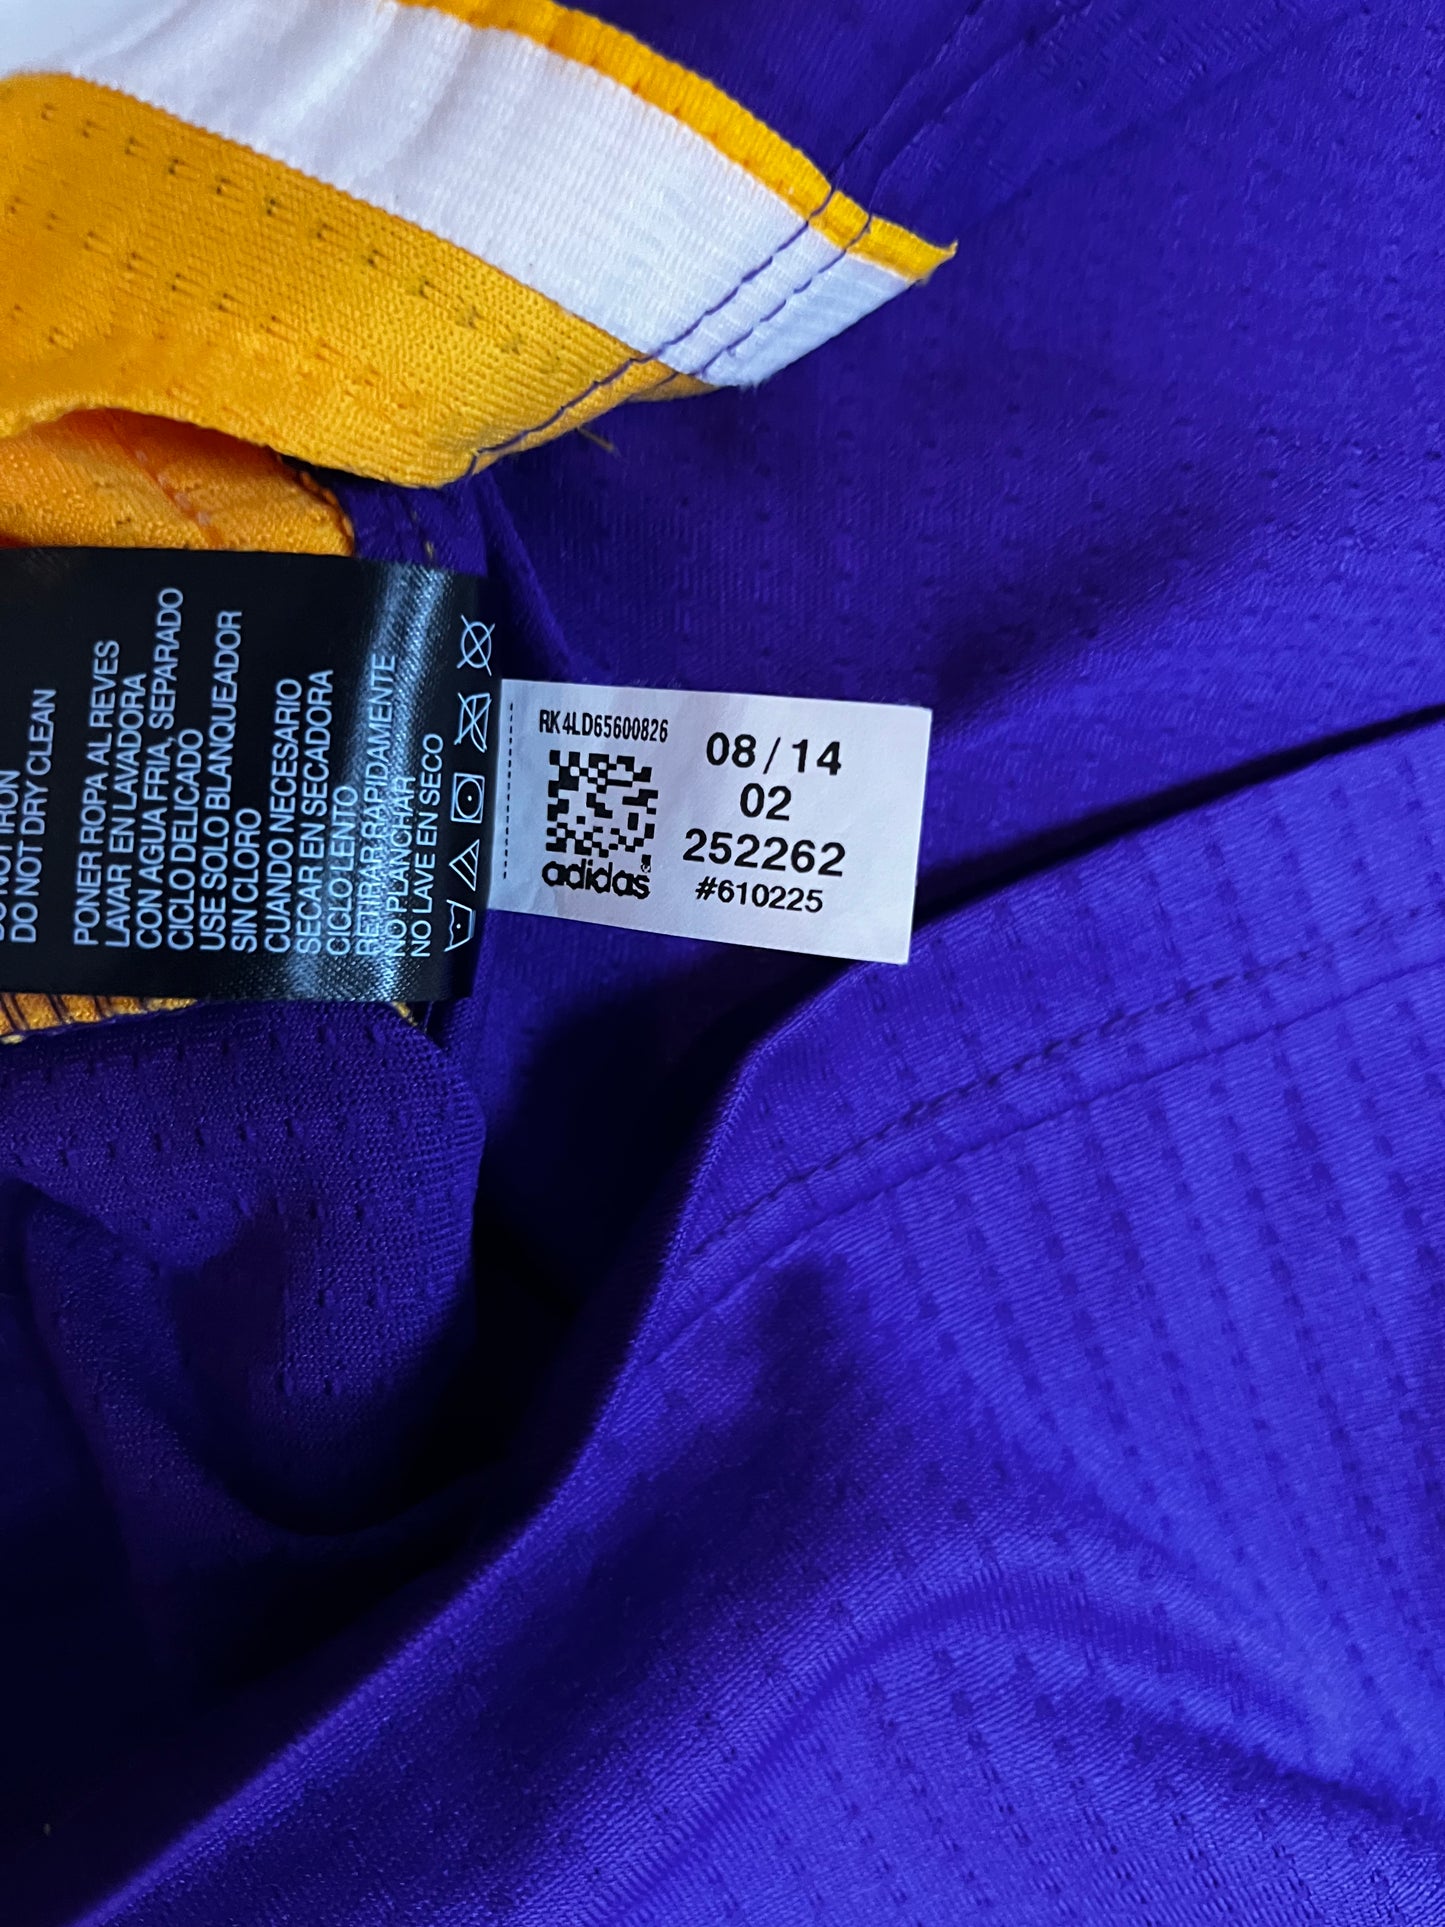 DO NOT DRY CLEAN
PONER ROPA AL REVES
LAVAR EN LAVADORA
CON AGUA FRIA, SEPARADO
CICLO DELICADO
USE SOLO BLANQUEADOR
SIN CLORO
CUANDO NECESARIO
SECAR EN SECADORA
CICLO LENTO
RETIRAR RAPIDAMENTE
NO PLANCHAR
NO LAVE EN SECO
RK4LD65600826
adidas
08/14
02
252262
#610225